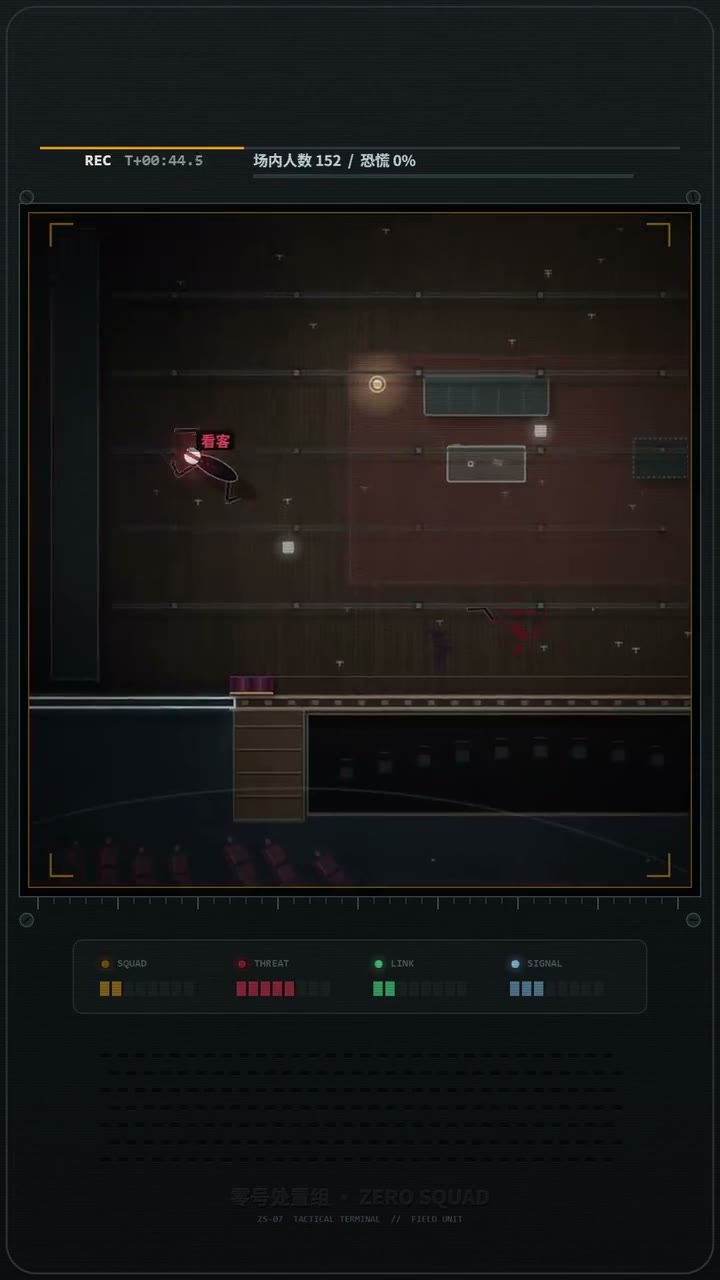 REC T+00:44.5 场内人数 152 / 恐慌 0%
看客
SQUAD THREAT LINK SIGNAL
零号处置组 · ZERO SQUAD
ZS-07 TACTICAL TERMINAL // FIELD UNIT